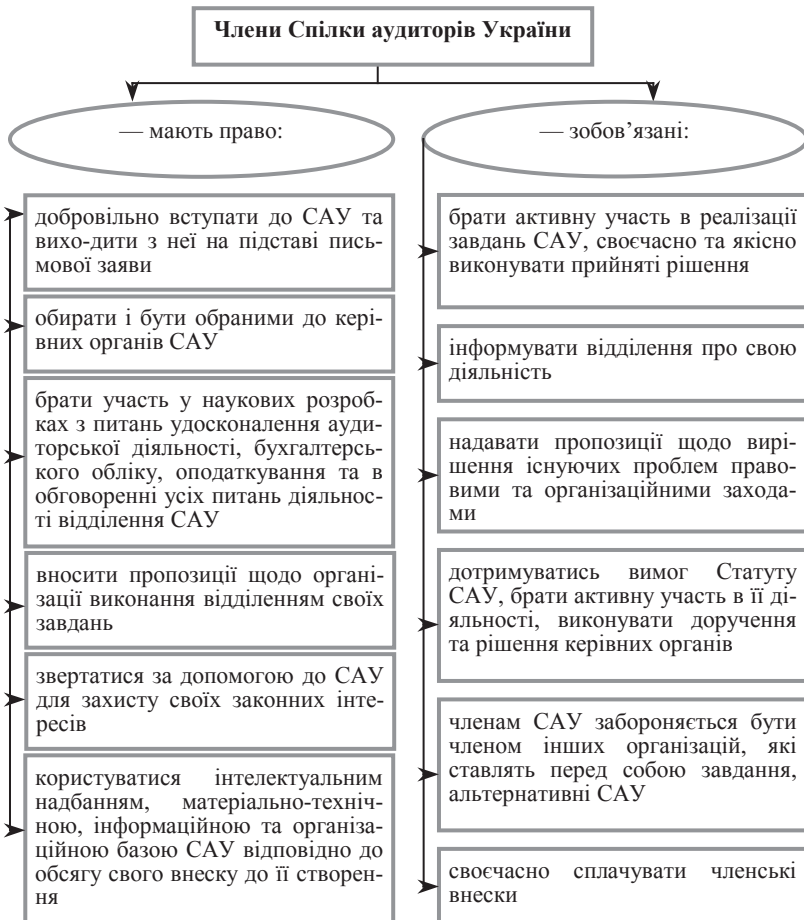 Члени Спілки аудиторів України
— мають право:
добровільно вступати до САУ та
вихо-дити з неї на підставі пись-
мової заяви
обирати і бути обраними до кері-
вних органів САУ
брати участь у наукових розроб-
ках з питань удосконалення ауди-
торської діяльності, бухгалтерсь-
кого обліку, оподаткування та в
обговоренні усіх питань діяльнос-
ті відділення САУ
вносити пропозиції щодо органі-
зації виконання відділенням своїх
завдань
звертатися за допомогою до САУ
для захисту своїх законних інте-
ресів
користуватися інтелектуальним
надбанням, матеріально-техніч-
ною, інформаційною та організа-
ційною базою САУ відповідно до
обсягу свого внеску до її створен-
ня
— зобов’язані:
брати активну участь в реалізації
завдань САУ, своєчасно та якісно
виконувати прийняті рішення
інформувати відділення про свою
діяльність
надавати пропозиції щодо вирі-
шення існуючих проблем право-
вими та організаційними захода-
ми
дотримуватись вимог Статуту
САУ, брати активну участь в її ді-
яльності, виконувати доручення
та рішення керівних органів
членам САУ забороняється бути
членом інших організацій, які
ставлять перед собою завдання,
альтернативні САУ
своєчасно сплачувати членські
внески